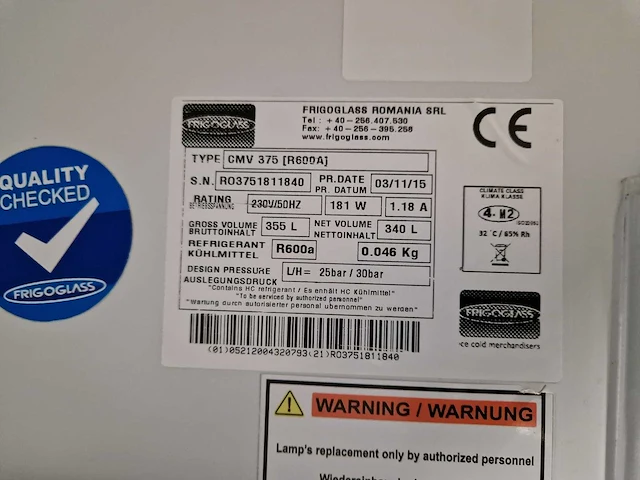 QUALITY
CHECKED
FRIGOGLASS
FRIGOGLASS
FRIGOGLASS ROMANIA SRL
Tel : + 40-256.407.530
Fax: + 40-256-395.258
www.frigoglass.com
CE
TYPE CMV 375 [R600A]
S.N. RO3751811840 PR.DATE PR. DATUM 03/11/15
RATING BETRIEBSSPANNUNG 230V/50HZ 181 W 1.18 A
GROSS VOLUME BRUTTOINHALT 355 L NET VOLUME NETTOINHALT 340 L
REFRIGERANT KÜHLMITTEL R600a 0.046 Kg
DESIGN PRESSURE AUSLEGUNGSDRUCK L/H= 25bar / 30bar
"Contains HC refrigerant / Es enhält HC Kühlmittel"
"To be serviced by authorized personnel"
"Wartung durch autorisierter personal übernommen zu werden"
(01)05212004320793(21)RO3751811840
CLIMATE CLASS
KLIMA KLASSE
4- M2
32 °C / 65% Rh
FRIGOGLASS
ice cold merchandisers
WARNING / WARNUNG
Lamp's replacement only by authorized personnel